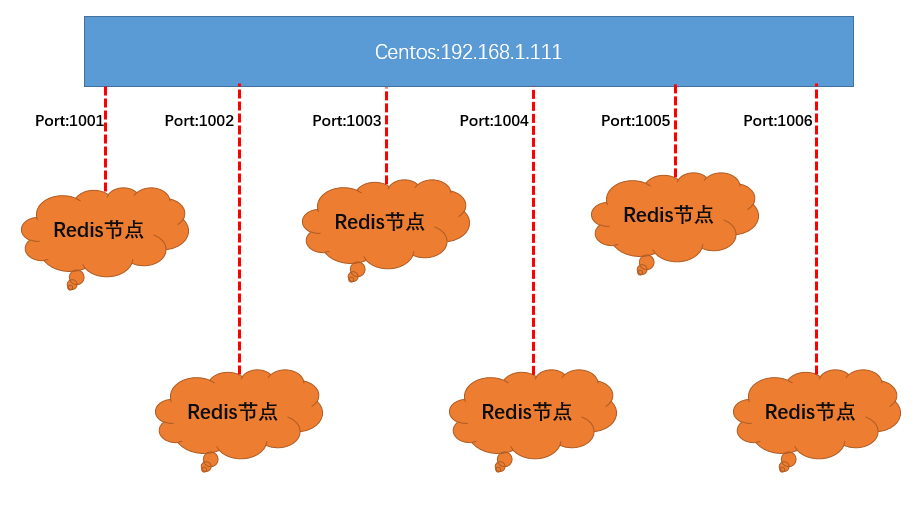 Centos:192.168.1.111
Port:1001
Port:1002
Port:1003
Port:1004
Port:1005
Port:1006
Redis节点
Redis节点
Redis节点
Redis节点
Redis节点
Redis节点